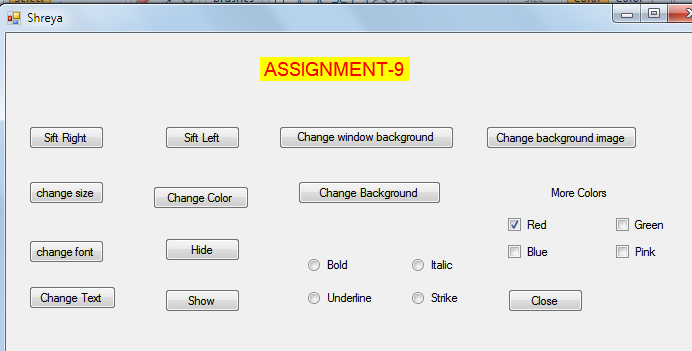 Shreya
ASSIGNMENT-9
Sift Right Sift Left Change window background Change background image
change size Change Color Change Background More Colors
Red Green
change font Hide Blue Pink
Bold Italic
Change Text Show Underline Strike Close